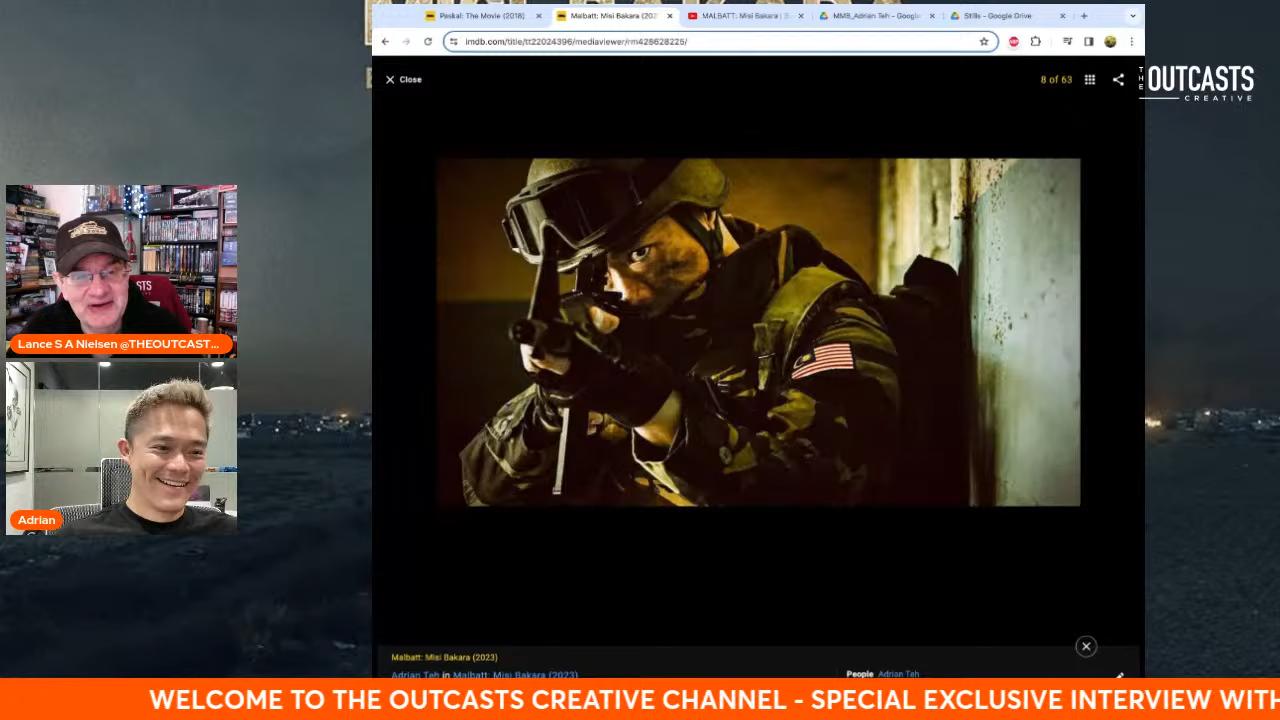 Paskal: The Movie (2018)
Malbatt: Misi Bakara (202
MALBATT: Misi Bakara | 
MMB_Adrian Teh - Google
Stills - Google Drive
imdb.com/title/tt22024396/mediaviewer/rm428628225/
Close
8 of 63
THE
OUTCASTS
CREATIVE
Lance S A Nielsen @THEOUTCAST...
Adrian
Malbatt: Misi Bakara (2023)
Adrian Teh in Malbatt: Misi Bakara (2023)
People Adrian Teh
WELCOME TO THE OUTCASTS CREATIVE CHANNEL - SPECIAL EXCLUSIVE INTERVIEW WITH